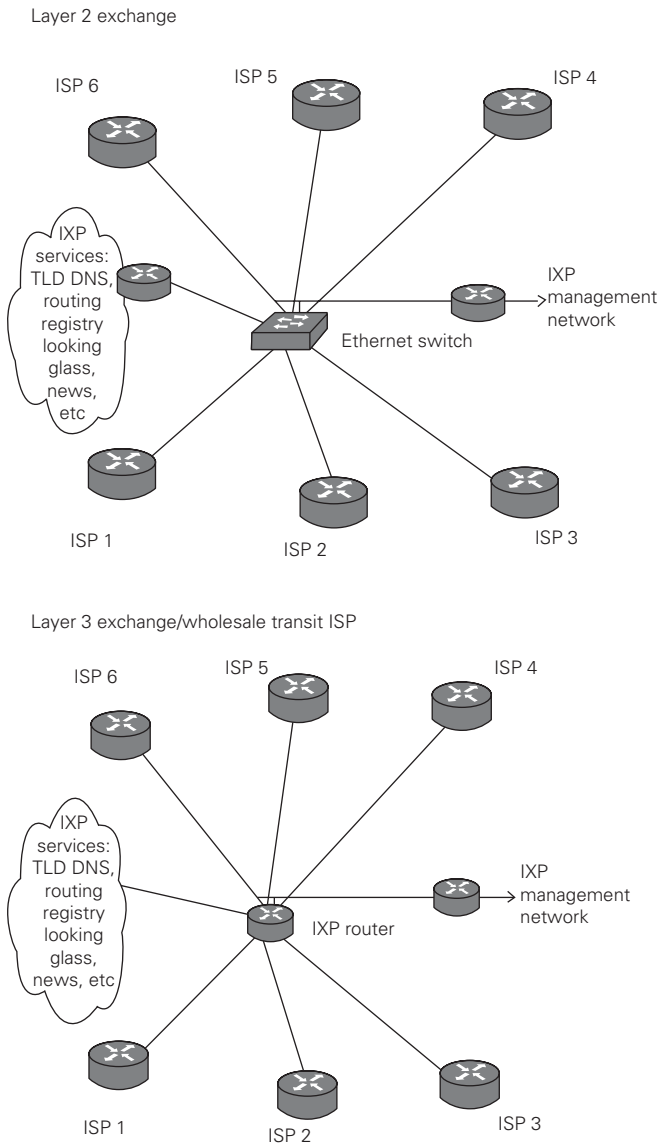 Layer 2 exchange
ISP 6
ISP 5
ISP 4
IXP
services:
TLD DNS,
routing
registry
looking
glass,
news,
etc
IXP
management
network
Ethernet switch
ISP 1
ISP 2
ISP 3
Layer 3 exchange/wholesale transit ISP
ISP 6
ISP 5
ISP 4
IXP
services:
TLD DNS,
routing
registry
looking
glass,
news, etc
IXP
management
network
IXP router
ISP 1
ISP 2
ISP 3